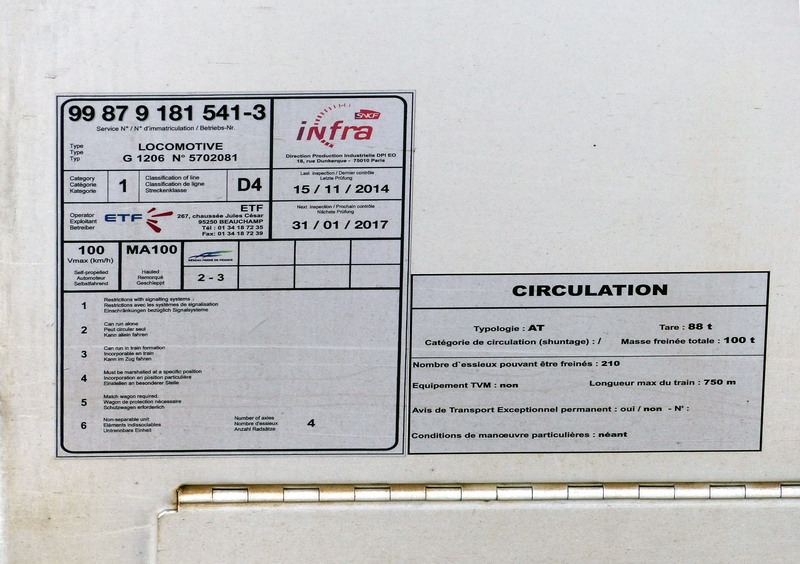 99 87 9 181 541-3
Service N° / N° d'immatriculation / Betriebs-Nr.
Type
Type
Typ
LOCOMOTIVE
G 1206 N° 5702081
SNCF
infra
Direction Production Industrielle DPI EO
18, rue Dunkerque - 75010 Paris
Category
Catégorie
Kategorie
1
Classification of line
Classification de ligne
Streckenklasse
D4
Last inspection / Dernier contrôle
Letzte Prüfung
15 / 11 / 2014
Operator
Exploitant
Betreiber
ETF
ETF
267, chaussée Jules César
95250 BEAUCHAMP
Tél : 01 34 18 72 35
Fax: 01 34 18 72 39
Next inspection / Prochain contrôle
Nächste Prüfung
31 / 01 / 2017
100
Vmax (km/h)
MA100
RÉSEAU FERRÉ DE FRANCE
Self-propelled
Automoteur
Selbstfahrend
Hauled
Remorqué
Geschleppt
2 - 3
1
Restrictions with signalling systems :
Restrictions avec les systèmes de signalisation
Einschränkungen bezüglich Signalsysteme
2
Can run alone
Peut circuler seul
Kann allein fahren
3
Can run in train formation
Incorporable en train
Kann im Zug fahren
4
Must be marshalled at a specific position
Incorporation en position particulière
Einstellen an besonderer Stelle
5
Match wagon required
Wagon de protection nécessaire
Schutzwagen erforderlich
6
Non-separable unit
Eléments indissociables
Untrennbare Einheit
Number of axles
Nombre d'essieux
Anzahl Radsätze
4
CIRCULATION
Typologie : AT
Tare : 88 t
Catégorie de circulation (shuntage) : /
Masse freinée totale : 100 t
Nombre d`essieux pouvant être freinés : 210
Equipement TVM : non
Longueur max du train : 750 m
Avis de Transport Exceptionnel permanent : oui / non - N° :
Conditions de manœuvre particulières : néant